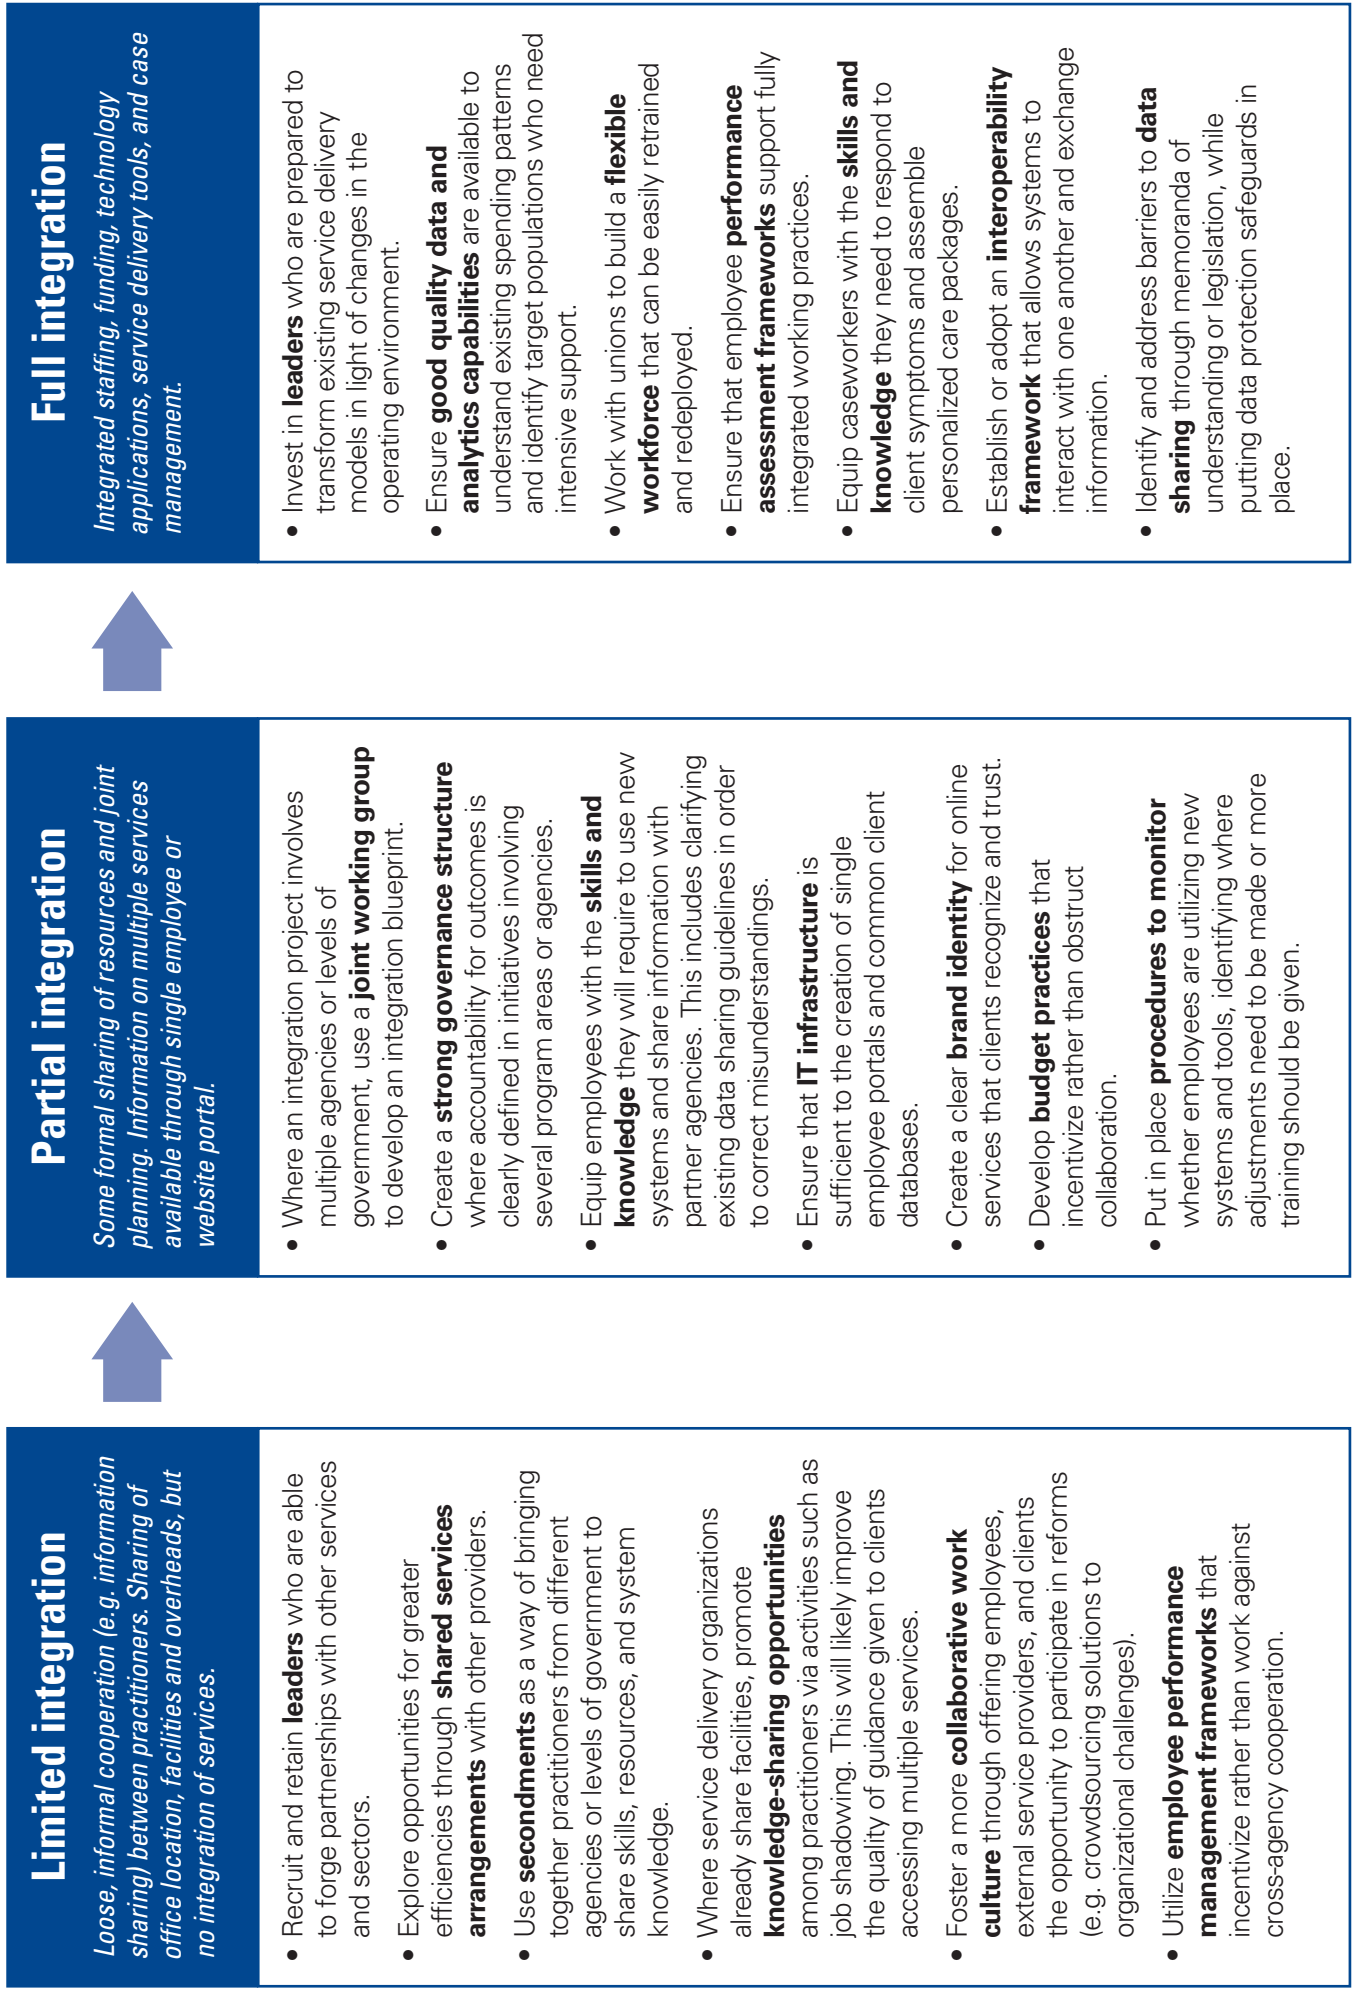 Limited integration
Loose, informal cooperation (e.g. information
sharing) between practitioners. Sharing of
office location, facilities and overheads, but
no integration of services.
• Recruit and retain leaders who are able
to forge partnerships with other services
and sectors.
• Explore opportunities for greater
efficiencies through shared services
arrangements with other providers.
• Use secondments as a way of bringing
together practitioners from different
agencies or levels of government to
share skills, resources, and system
knowledge.
• Where service delivery organizations
already share facilities, promote
knowledge-sharing opportunities
among practitioners via activities such as
job shadowing. This will likely improve
the quality of guidance given to clients
accessing multiple services.
• Foster a more collaborative work
culture through offering employees,
external service providers, and clients
the opportunity to participate in reforms
(e.g. crowdsourcing solutions to
organizational challenges).
• Utilize employee performance
management frameworks that
incentivize rather than work against
cross-agency cooperation.
Partial integration
Some formal sharing of resources and joint
planning. Information on multiple services
available through single employee or
website portal.
• Where an integration project involves
multiple agencies or levels of
government, use a joint working group
to develop an integration blueprint.
• Create a strong governance structure
where accountability for outcomes is
clearly defined in initiatives involving
several program areas or agencies.
• Equip employees with the skills and
knowledge they will require to use new
systems and share information with
partner agencies. This includes clarifying
existing data sharing guidelines in order
to correct misunderstandings.
• Ensure that IT infrastructure is
sufficient to the creation of single
employee portals and common client
databases.
• Create a clear brand identity for online
services that clients recognize and trust.
• Develop budget practices that
incentivize rather than obstruct
collaboration.
• Put in place procedures to monitor
whether employees are utilizing new
systems and tools, identifying where
adjustments need to be made or more
training should be given.
Full integration
Integrated staffing, funding, technology
applications, service delivery tools, and case
management.
• Invest in leaders who are prepared to
transform existing service delivery
models in light of changes in the
operating environment.
• Ensure good quality data and
analytics capabilities are available to
understand existing spending patterns
and identify target populations who need
intensive support.
• Work with unions to build a flexible
workforce that can be easily retrained
and redeployed.
• Ensure that employee performance
assessment frameworks support fully
integrated working practices.
• Equip caseworkers with the skills and
knowledge they need to respond to
client symptoms and assemble
personalized care packages.
• Establish or adopt an interoperability
framework that allows systems to
interact with one another and exchange
information.
• Identify and address barriers to data
sharing through memoranda of
understanding or legislation, while
putting data protection safeguards in
place.